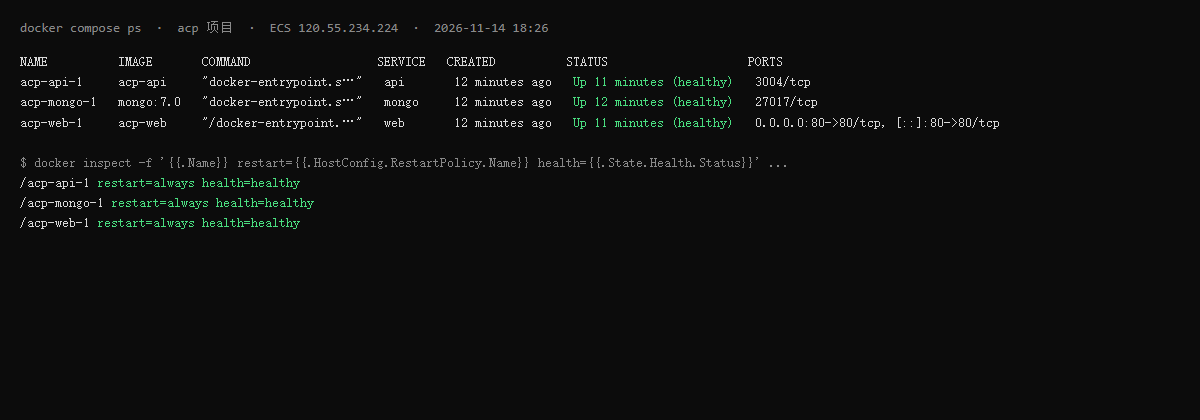 docker compose ps · acp 项目 · ECS 120.55.234.224 · 2026-11-14 18:26
NAME IMAGE COMMAND SERVICE CREATED STATUS PORTS
acp-api-1 acp-api "docker-entrypoint.s…" api 12 minutes ago Up 11 minutes (healthy) 3004/tcp
acp-mongo-1 mongo:7.0 "docker-entrypoint.s…" mongo 12 minutes ago Up 12 minutes (healthy) 27017/tcp
acp-web-1 acp-web "/docker-entrypoint.…" web 12 minutes ago Up 11 minutes (healthy) 0.0.0.0:80->80/tcp, [::]:80->80/tcp
$ docker inspect -f '{{.Name}} restart={{.HostConfig.RestartPolicy.Name}} health={{.State.Health.Status}}' ...
/acp-api-1 restart=always health=healthy
/acp-mongo-1 restart=always health=healthy
/acp-web-1 restart=always health=healthy